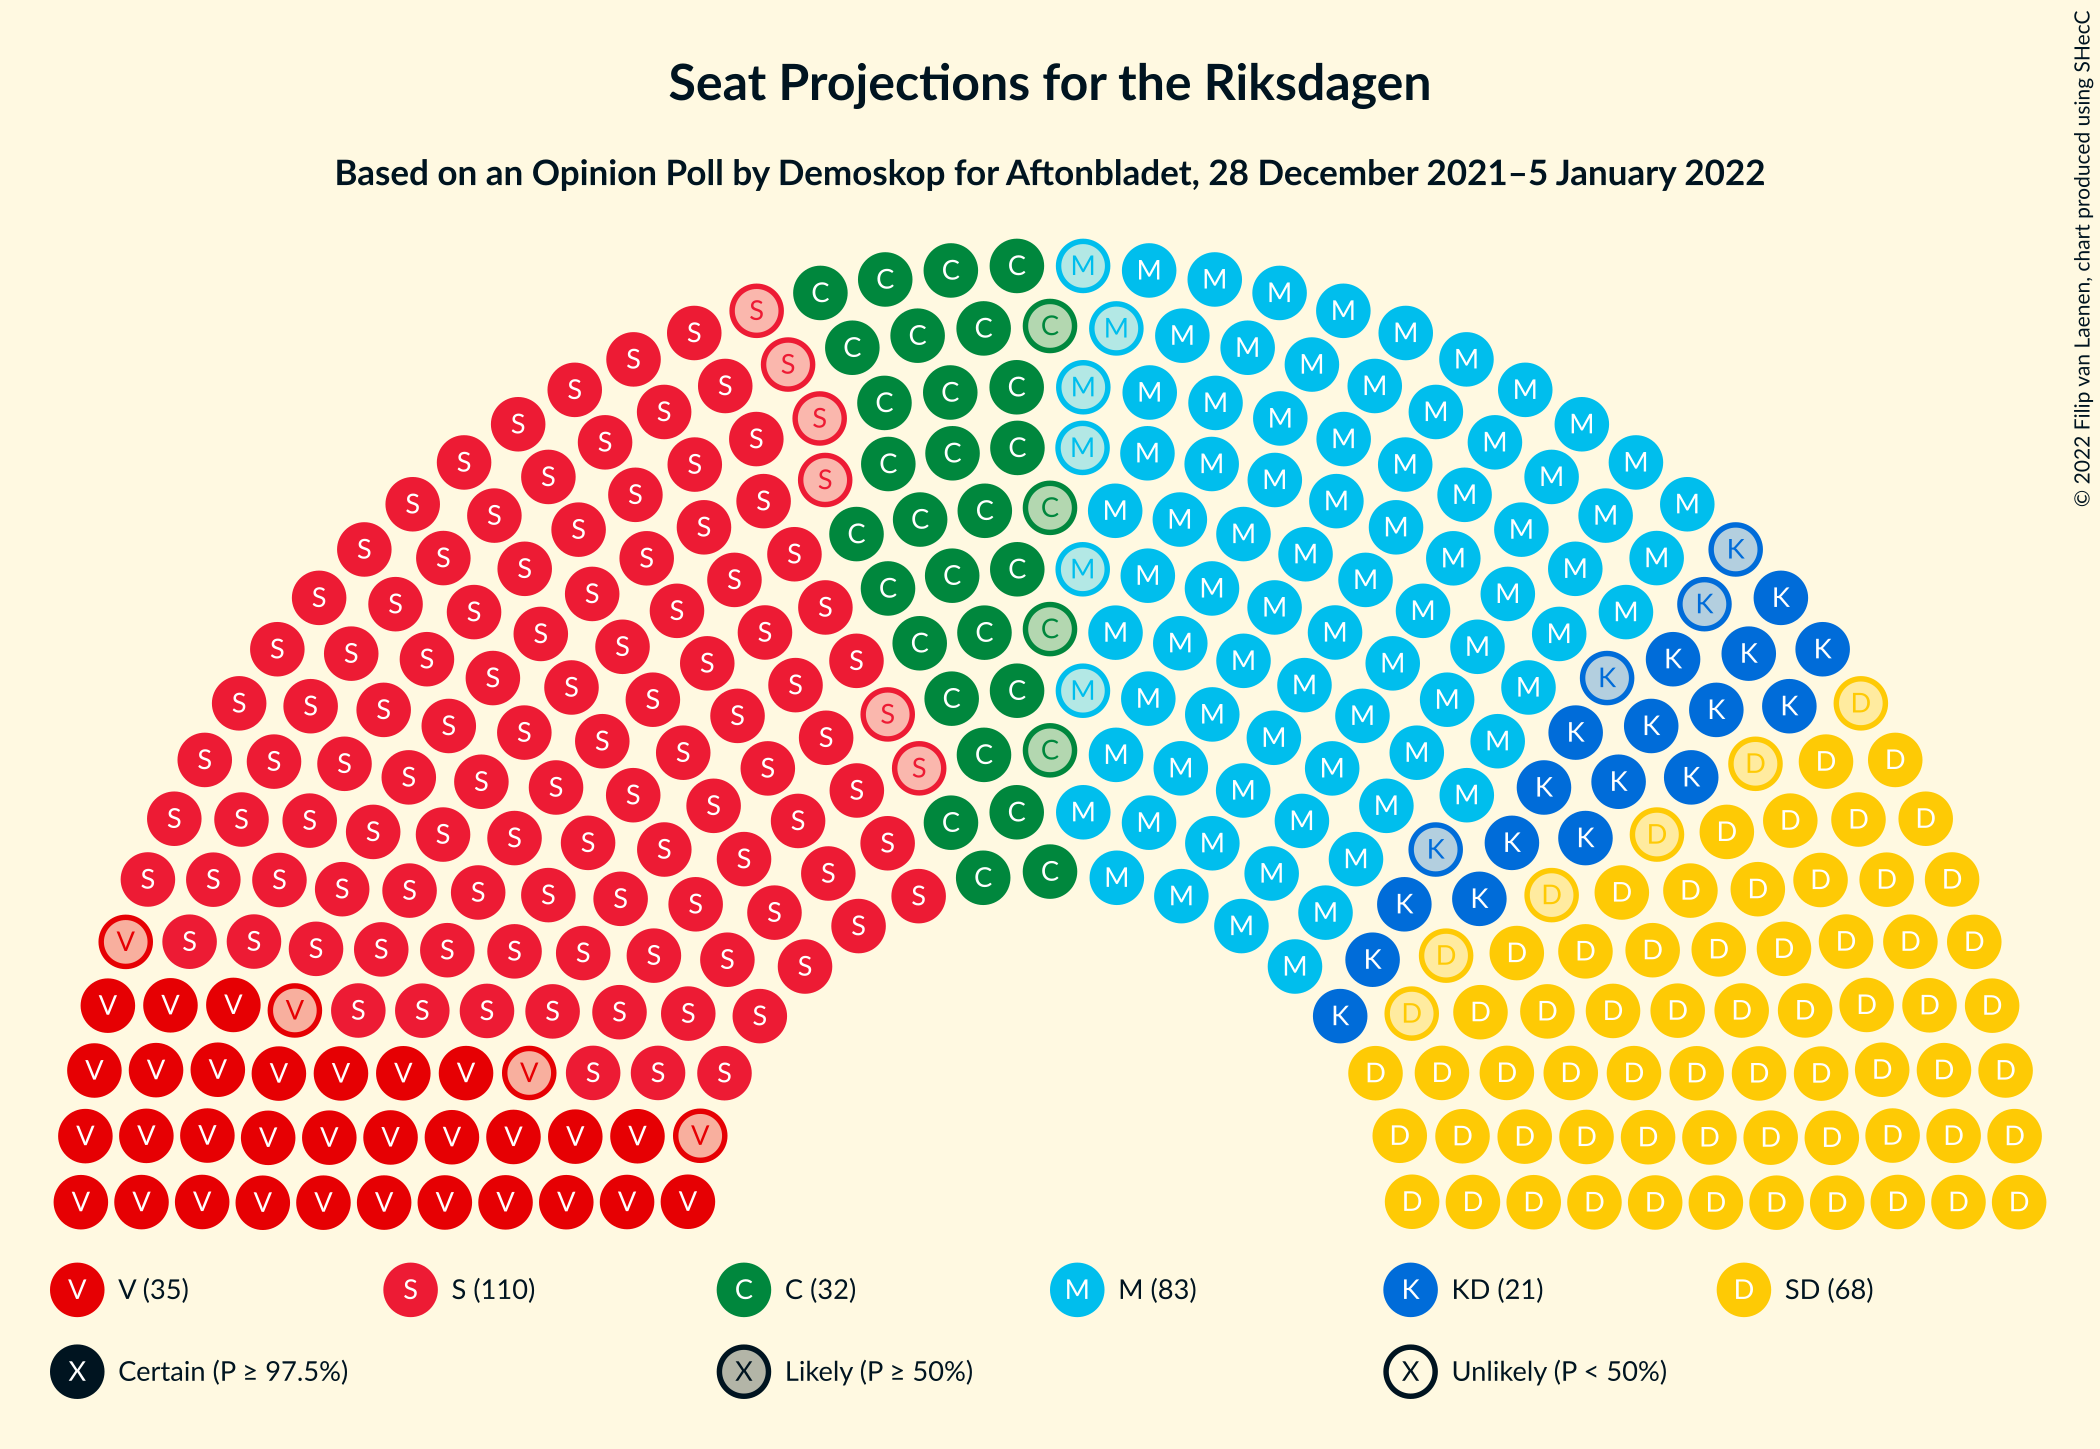 Seat Projections for the Riksdagen
Based on an Opinion Poll by Demoskop for Aftonbladet, 28 December 2021–5 January 2022
© 2022 Filip van Laenen, chart produced using SHecC
V V (35) S S (110) C C (32) M M (83) K KD (21) D SD (68)
X Certain (P ≥ 97.5%) X Likely (P ≥ 50%) X Unlikely (P < 50%)